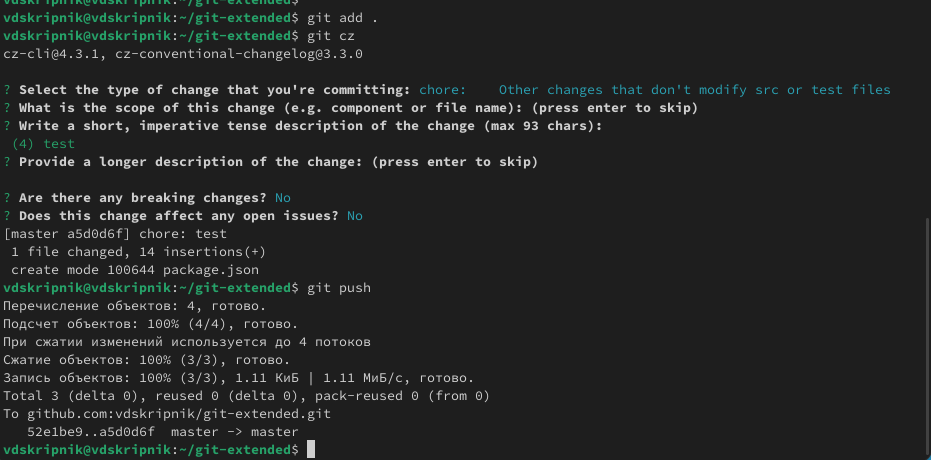 vdskripnik@vdskripnik:~/git-extended$
vdskripnik@vdskripnik:~/git-extended$ git add .
vdskripnik@vdskripnik:~/git-extended$ git cz
cz-cli@4.3.1, cz-conventional-changelog@3.3.0
? Select the type of change that you're committing: chore:    Other changes that don't modify src or test files
? What is the scope of this change (e.g. component or file name): (press enter to skip)
? Write a short, imperative tense description of the change (max 93 chars):
 (4) test
? Provide a longer description of the change: (press enter to skip)
? Are there any breaking changes? No
? Does this change affect any open issues? No
[master a5d0d6f] chore: test
 1 file changed, 14 insertions(+)
 create mode 100644 package.json
vdskripnik@vdskripnik:~/git-extended$ git push
Перечисление объектов: 4, готово.
Подсчет объектов: 100% (4/4), готово.
При сжатии изменений используется до 4 потоков
Сжатие объектов: 100% (3/3), готово.
Запись объектов: 100% (3/3), 1.11 КиБ | 1.11 МиБ/с, готово.
Total 3 (delta 0), reused 0 (delta 0), pack-reused 0 (from 0)
To github.com:vdskripnik/git-extended.git
   52e1be9..a5d0d6f  master -> master
vdskripnik@vdskripnik:~/git-extended$